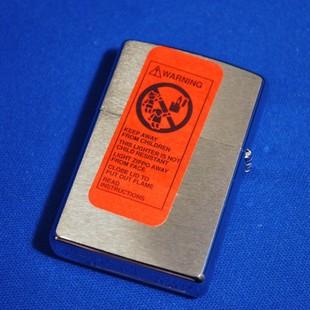 WARNING
KEEP AWAY
FROM CHILDREN
THIS LIGHTER IS NOT
CHILD RESISTANT
LIGHT ZIPPO AWAY
FROM FACE
CLOSE LID TO
PUT OUT FLAME
READ
INSTRUCTIONS